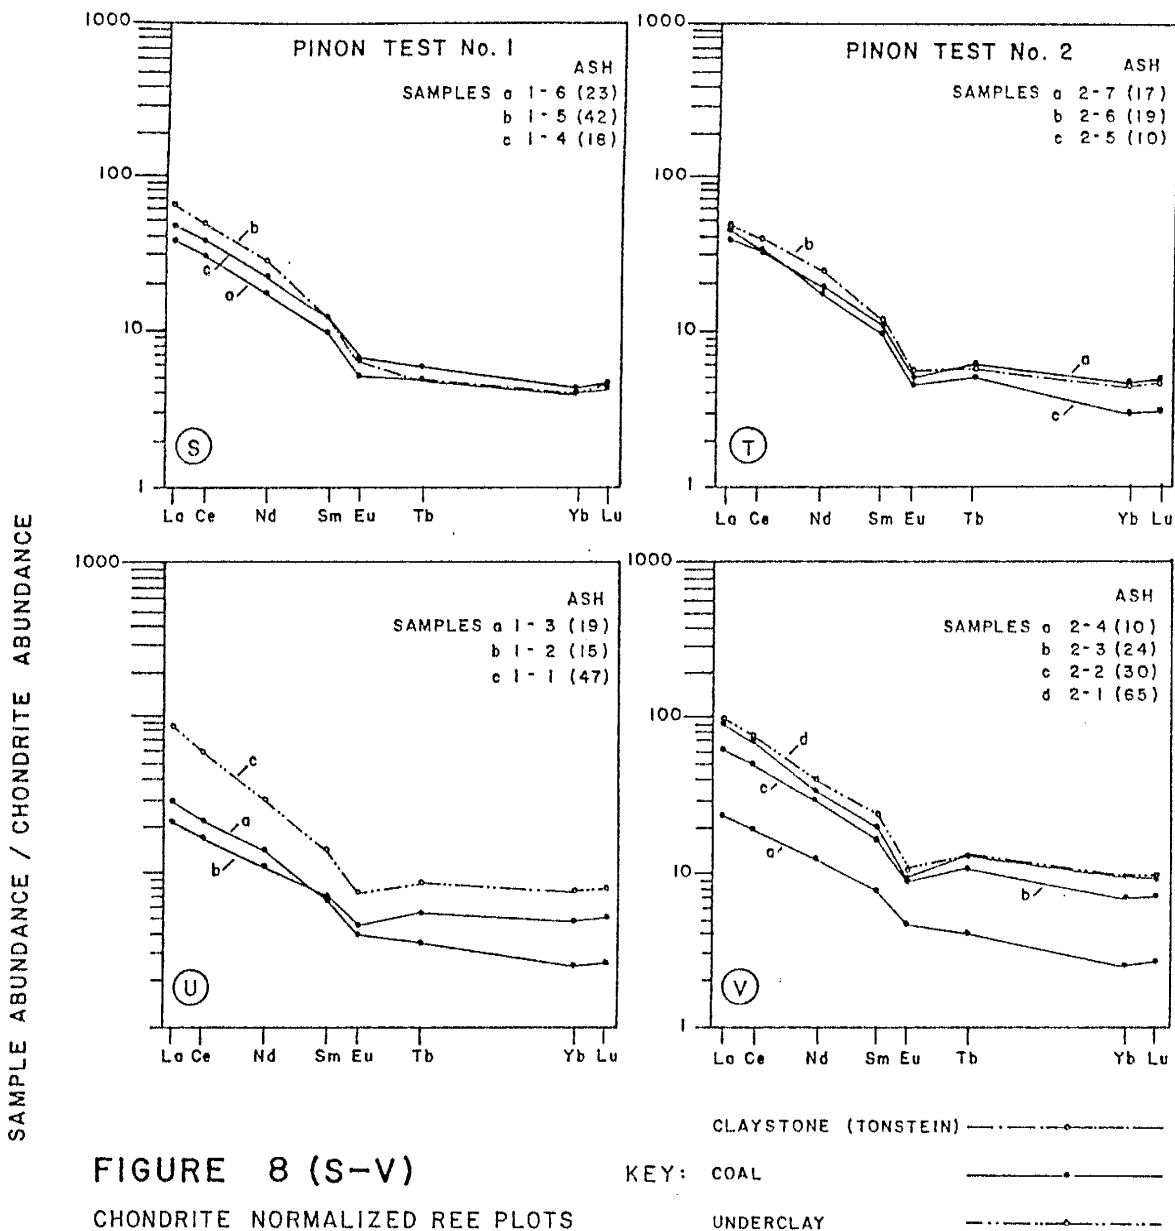 PINON TEST No. 1
ASH
SAMPLES a 1-6 (23)
b 1-5 (42)
c 1-4 (18)
1000
100
10
1
b
c
a
S
La Ce Nd Sm Eu Tb Yb Lu
PINON TEST No. 2
ASH
SAMPLES a 2-7 (17)
b 2-6 (19)
c 2-5 (10)
1000
100
10
1
b
a
c
T
La Ce Nd Sm Eu Tb Yb Lu
SAMPLE ABUNDANCE / CHONDRITE ABUNDANCE
ASH
SAMPLES a 1-3 (19)
b 1-2 (15)
c 1-1 (47)
1000
c
a
b
U
La Ce Nd Sm Eu Tb Yb Lu
ASH
SAMPLES a 2-4 (10)
b 2-3 (24)
c 2-2 (30)
d 2-1 (65)
1000
100
10
1
d
c
a
b
V
La Ce Nd Sm Eu Tb Yb Lu
FIGURE 8 (S-V)
CHONDRITE NORMALIZED REE PLOTS
KEY:
CLAYSTONE (TONSTEIN)
COAL
UNDERCLAY